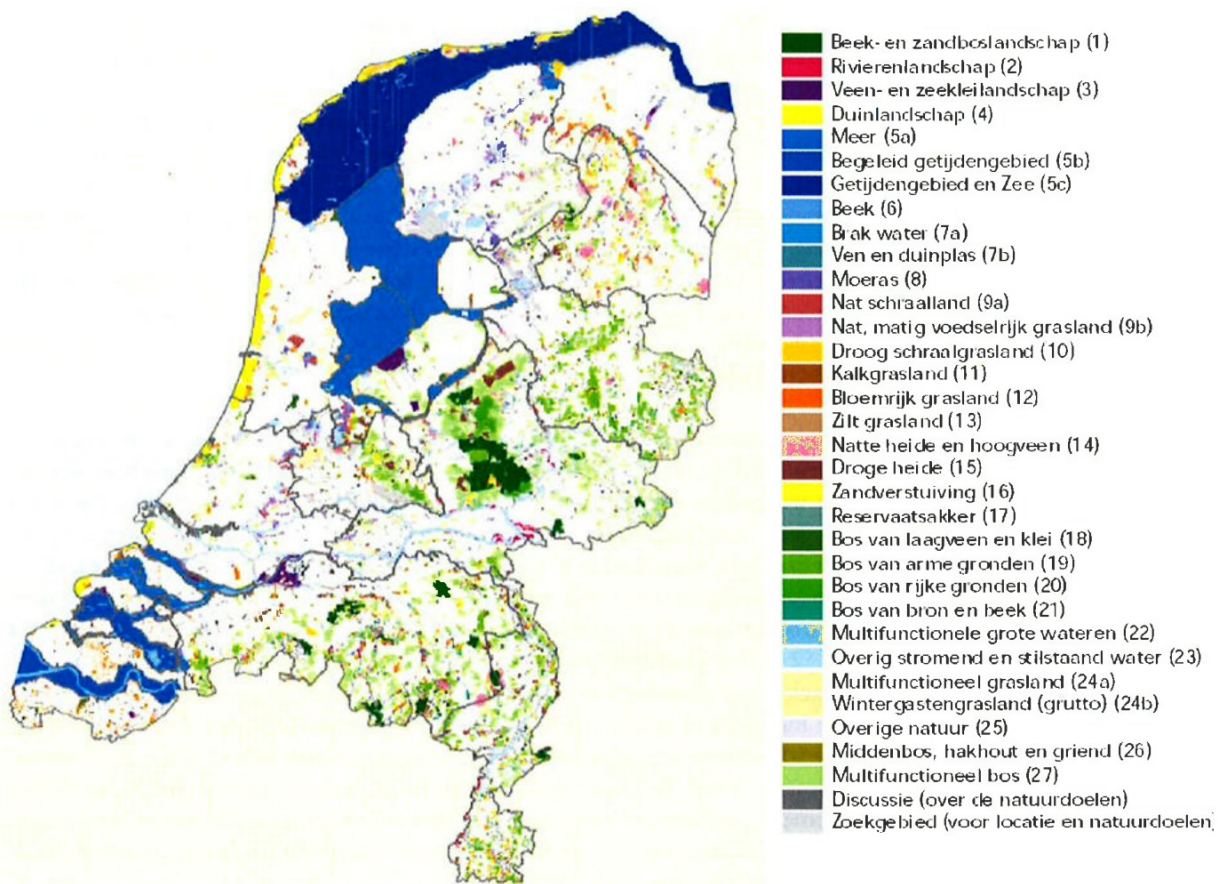 Beek- en zandboslandschap (1)
Rivierenlandschap (2)
Veen- en zeekleilandschap (3)
Duinlandschap (4)
Meer (5a)
Begeleid getijdengebied (5b)
Getijdengebied en Zee (5c)
Beek (6)
Brak water (7a)
Ven en duinplas (7b)
Moeras (8)
Nat schraalland (9a)
Nat, matig voedselrijk grasland (9b)
Droog schraalgrasland (10)
Kalkgrasland (11)
Bloemrijk grasland (12)
Zilt grasland (13)
Natte heide en hoogveen (14)
Droge heide (15)
Zandverstuiving (16)
Reservaatsakker (17)
Bos van laagveen en klei (18)
Bos van arme gronden (19)
Bos van rijke gronden (20)
Bos van bron en beek (21)
Multifunctionele grote wateren (22)
Overig stromend en stilstaand water (23)
Multifunctioneel grasland (24a)
Wintergastengrasland (grutto) (24b)
Overige natuur (25)
Middenbos, hakhout en griend (26)
Multifunctioneel bos (27)
Discussie (over de natuurdoelen)
Zoekgebied (voor locatie en natuurdoelen)